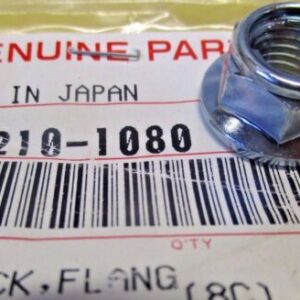 ENUINE PAR
IN JAPAN
210-1080
Q'TY
CK,FLANG
(8C)